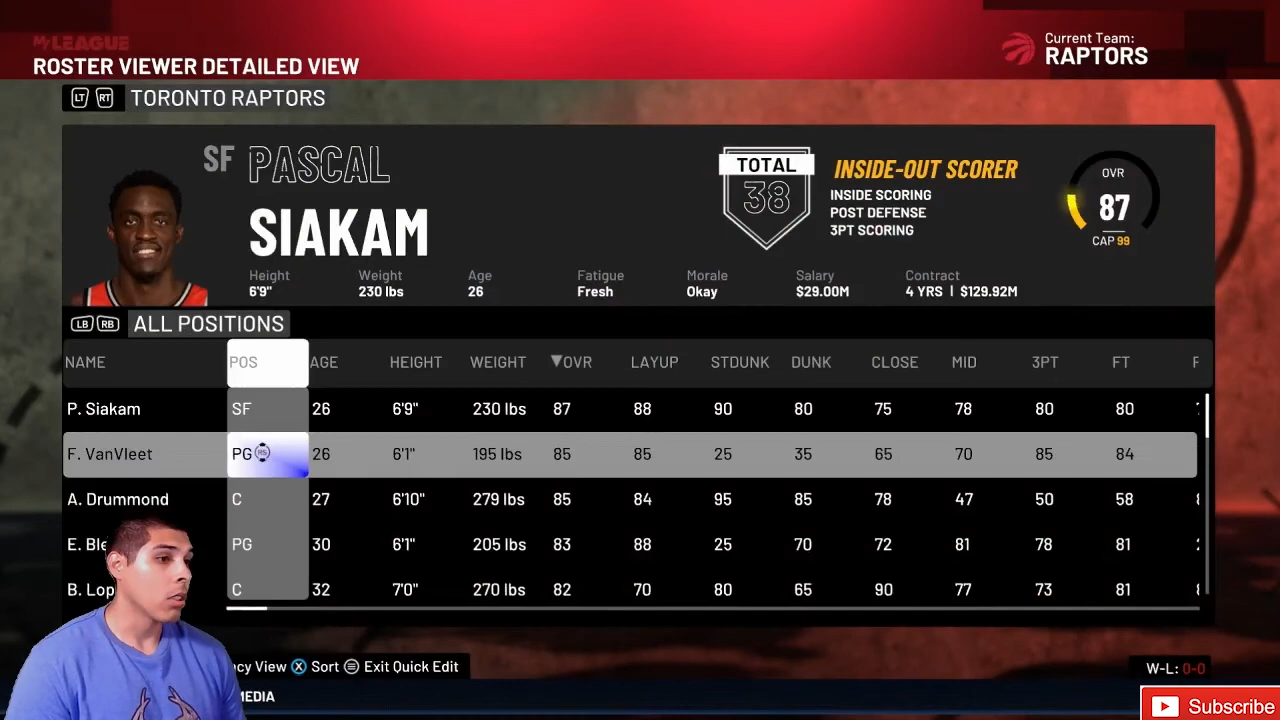 MyLEAGUE
ROSTER VIEWER DETAILED VIEW
Current Team:
RAPTORS
LT RT TORONTO RAPTORS
SF PASCAL
SIAKAM
Height Weight Age Fatigue Morale Salary Contract
6'9" 230 lbs 26 Fresh Okay $29.00M 4 YRS | $129.92M
TOTAL
38
INSIDE-OUT SCORER
INSIDE SCORING
POST DEFENSE
3PT SCORING
OVR
87
CAP 99
LB RB ALL POSITIONS
NAME POS AGE HEIGHT WEIGHT ▼OVR LAYUP STDUNK DUNK CLOSE MID 3PT FT
P. Siakam SF 26 6'9" 230 lbs 87 88 90 80 75 78 80 80
F. VanVleet PG RS 26 6'1" 195 lbs 85 85 25 35 65 70 85 84
A. Drummond C 27 6'10" 279 lbs 85 84 95 85 78 47 50 58
E. Ble PG 30 6'1" 205 lbs 83 88 25 70 72 81 78 81
B. Lop C 32 7'0" 270 lbs 82 70 80 65 90 77 73 81
cy View X Sort Exit Quick Edit
W-L: 0-0
MEDIA
Subscribe